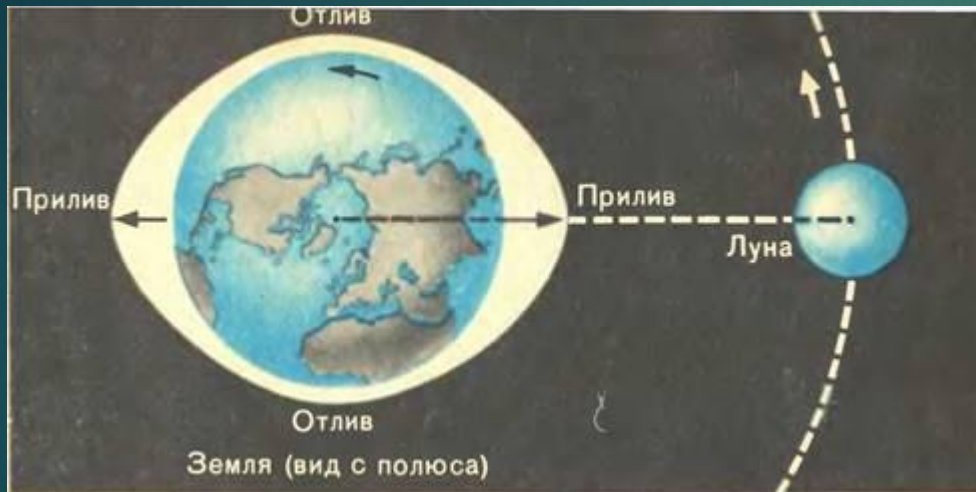 Отлив
Прилив
Прилив
Луна
Отлив
Земля (вид с полюса)